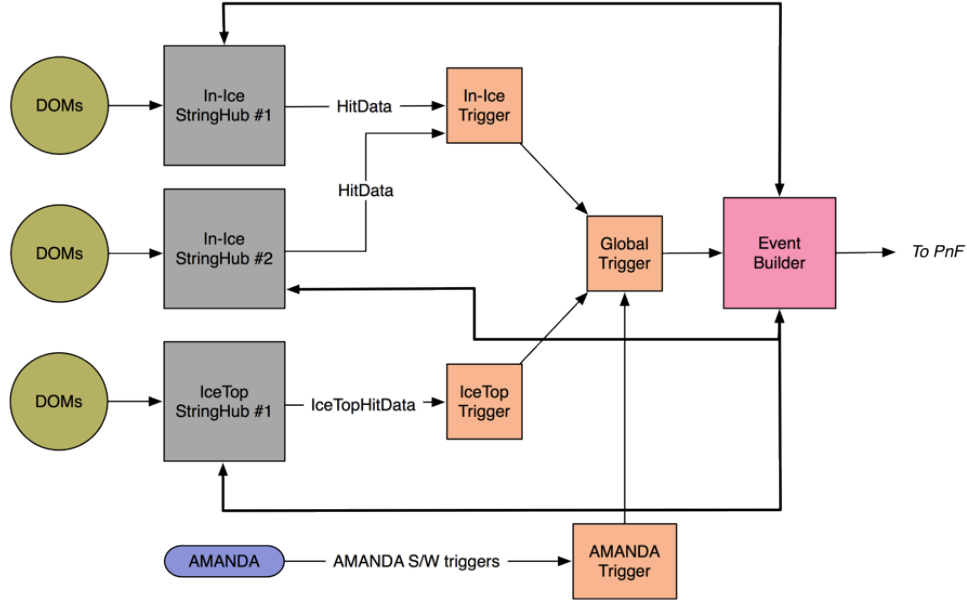 DOMs
In-Ice
StringHub #1
HitData
In-Ice
Trigger
HitData
DOMs
In-Ice
StringHub #2
Global
Trigger
Event
Builder
To PnF
DOMs
IceTop
StringHub #1
IceTopHitData
IceTop
Trigger
AMANDA
AMANDA S/W triggers
AMANDA
Trigger